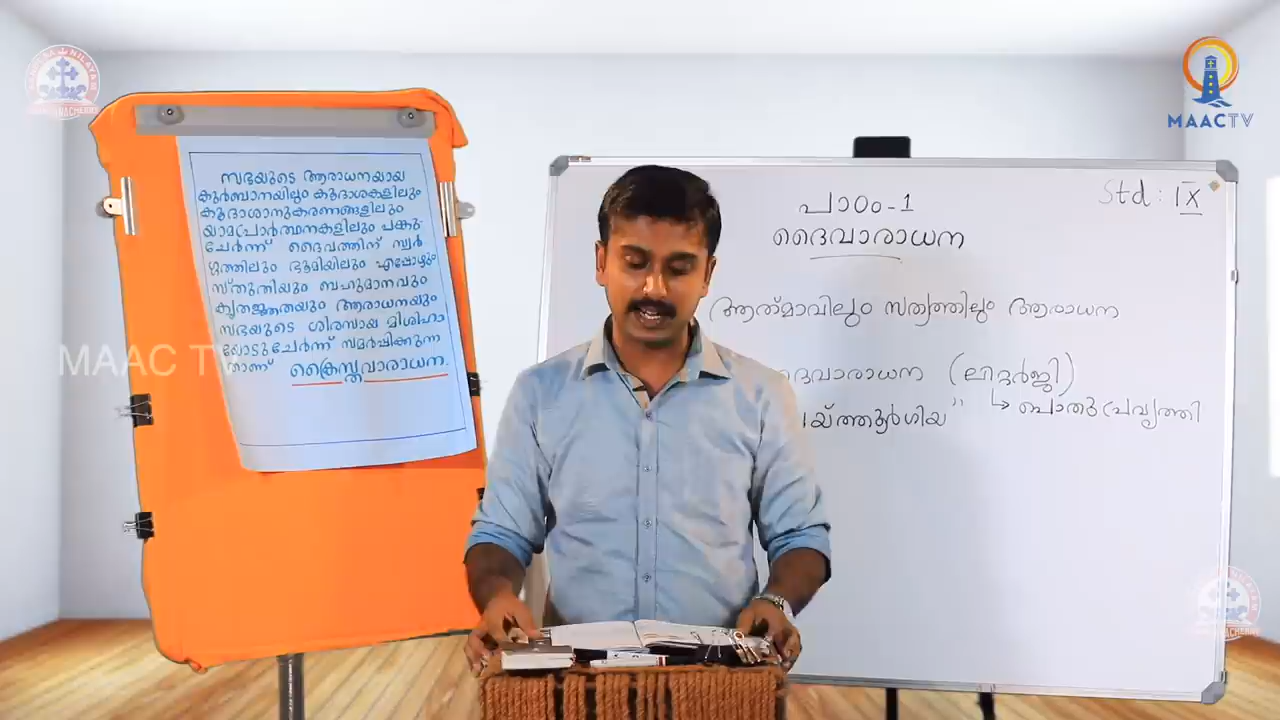 സഭയുടെ ആരാധനയായ
കുർബാനയിലും കൂദാശകളിലും
കൂദാശാനുകരണങ്ങളിലും
യാമപ്രാർത്ഥനകളിലും പങ്കു-
ചേർന്ന് ദൈവത്തിന് സ്വർ
ഗ്ഗത്തിലും ഭൂമിയിലും എപ്പോഴും
സ്തുതിയും ബഹുമാനവും
കൃതജ്ഞതയും ആരാധനയും
സഭയുടെ ശിരസായ മിശിഹാ
യോടുചേർന്ന് സമർപ്പിക്കുന്ന
താണ് ക്രൈസ്തവാരാധന.
MAAC TV
പാഠം-1
Std : IX
ദൈവാരാധന
ആത്മാവിലും സത്യത്തിലും ആരാധന
ദൈവാരാധന (ലിറ്റർജി)
↳ പൊതുപ്രവൃത്തി
യ്ത്തൂർഗിയ"
MAACTV